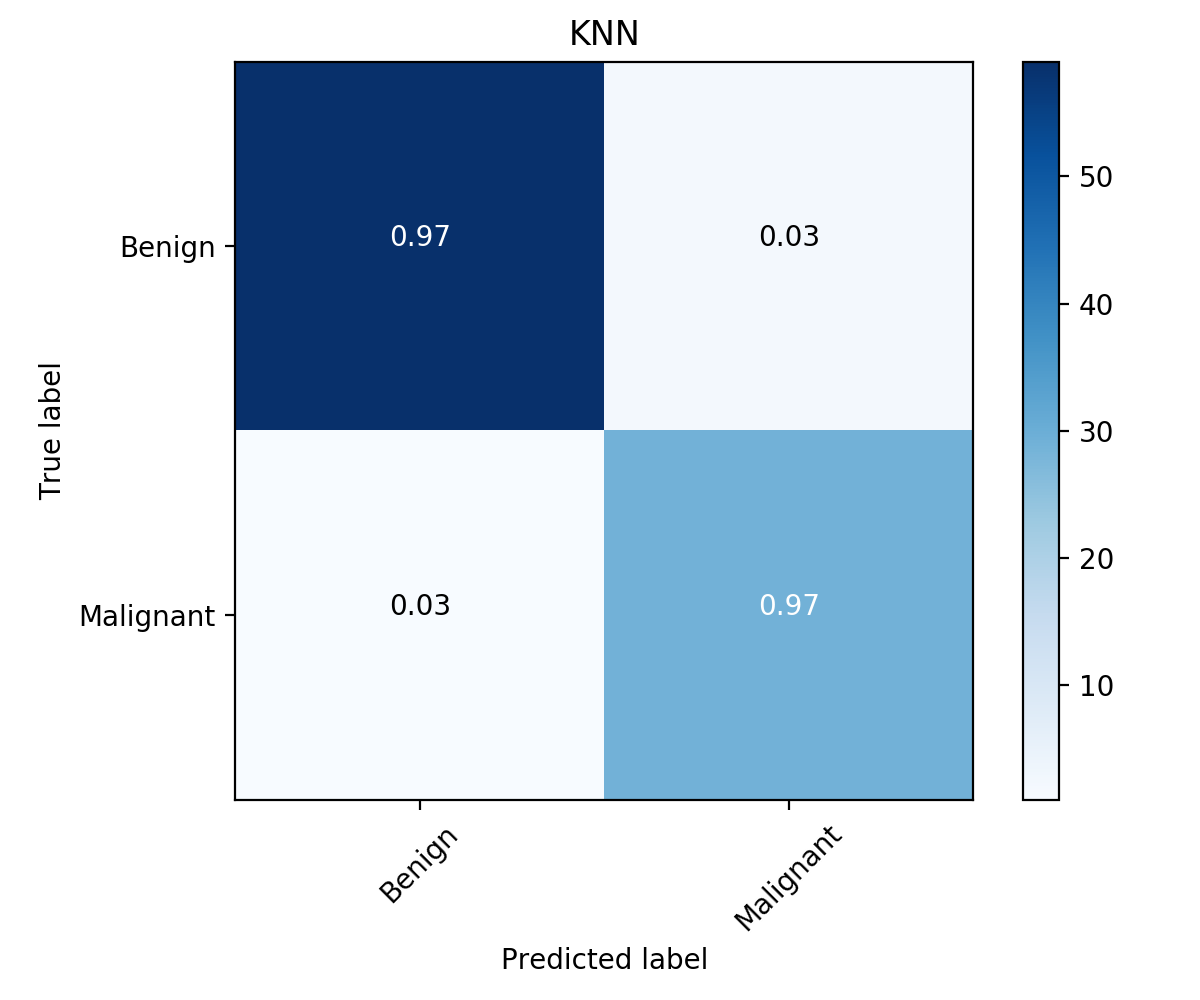 KNN
Benign
0.97
0.03
Malignant
0.03
0.97
True label
Benign
Malignant
Predicted label
50
40
30
20
10